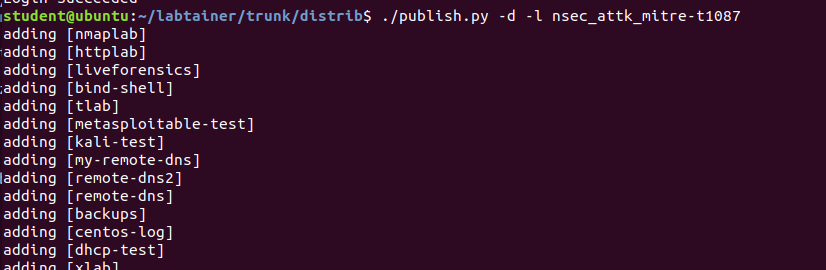 Login Succeeded
student@ubuntu:~/labtainer/trunk/distrib$ ./publish.py -d -l nsec_attk_mitre-t1087
adding [nmaplab]
adding [httplab]
adding [liveforensics]
adding [bind-shell]
adding [tlab]
adding [metasploitable-test]
adding [kali-test]
adding [my-remote-dns]
adding [remote-dns2]
adding [remote-dns]
adding [backups]
adding [centos-log]
adding [dhcp-test]
adding [xlab]